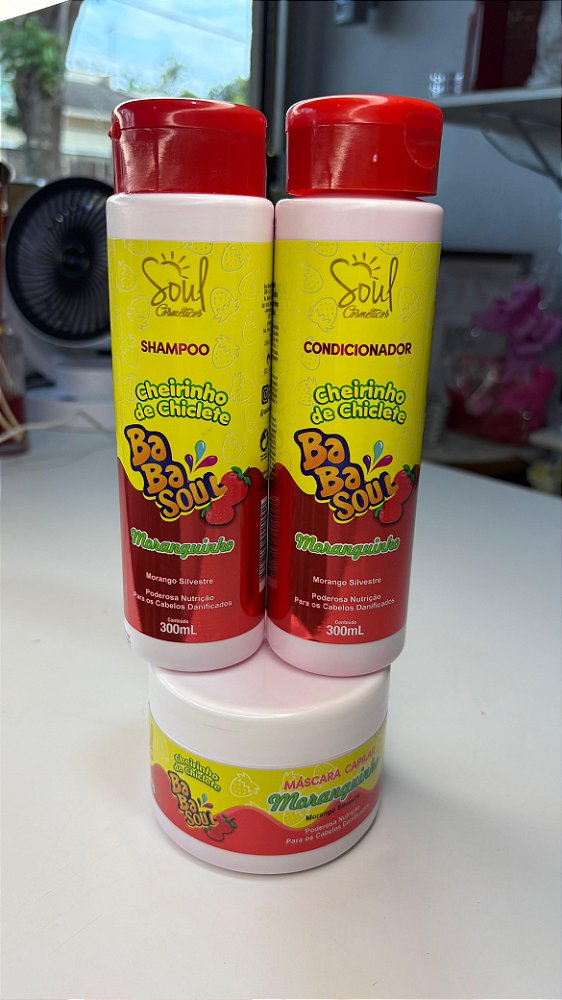 Soul
Cosméticos
SHAMPOO
Cheirinho
de Chiclete
Ba
Ba
Soul
Moranguinho
Morango Silvestre
Poderosa Nutrição
Para os Cabelos Danificados
Conteúdo
300mL
Soul
Cosméticos
CONDICIONADOR
Cheirinho
de Chiclete
Ba
Ba
Soul
Moranguinho
Morango Silvestre
Poderosa Nutrição
Para os Cabelos Danificados
Conteúdo
300mL
Cheirinho
de Chiclete
Ba
Ba
Soul
MÁSCARA CAPILAR
Moranguinho
Morango Silvestre
Poderosa Nutrição
Para os Cabelos Danificados